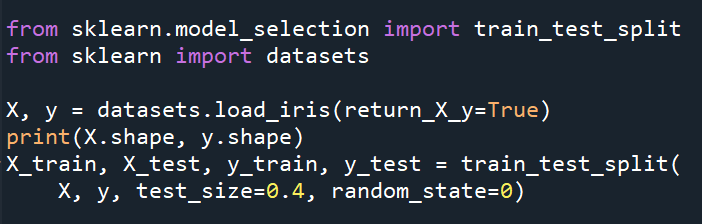 from sklearn.model_selection import train_test_split
from sklearn import datasets
X, y = datasets.load_iris(return_X_y=True)
print(X.shape, y.shape)
X_train, X_test, y_train, y_test = train_test_split(
    X, y, test_size=0.4, random_state=0)